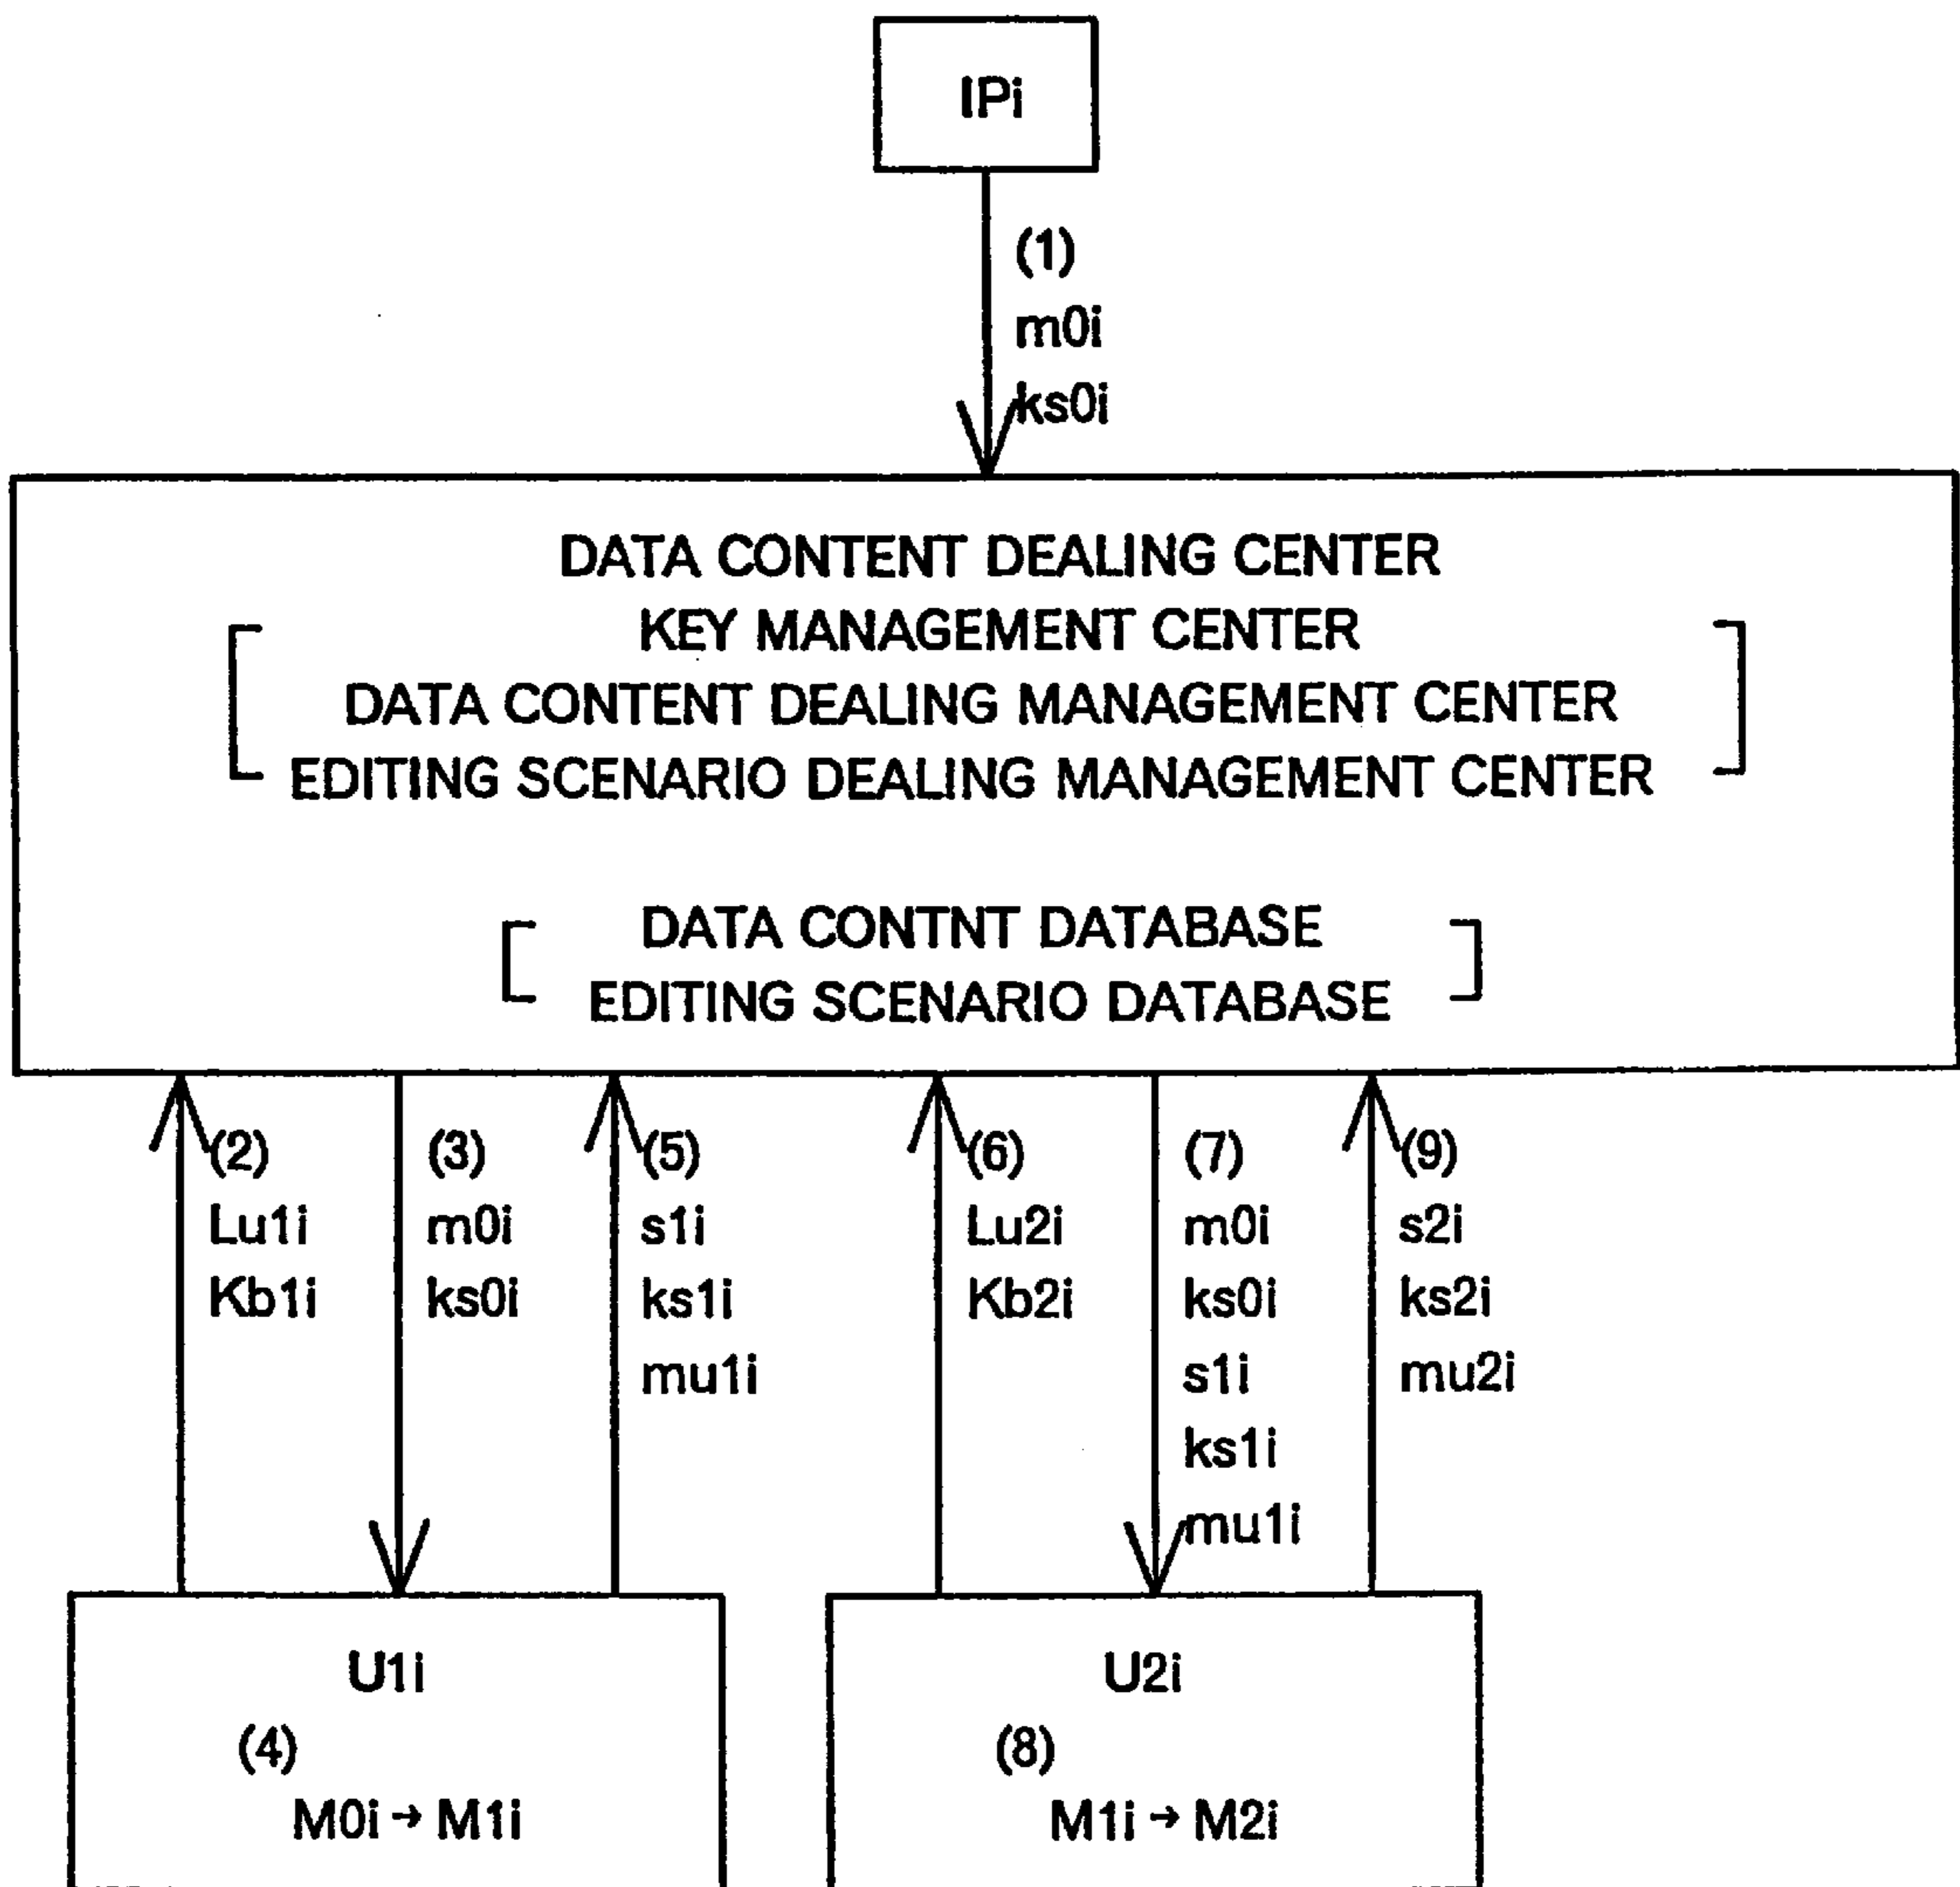 IPi
(1)
m0i
ks0i
DATA CONTENT DEALING CENTER
KEY MANAGEMENT CENTER
DATA CONTENT DEALING MANAGEMENT CENTER
EDITING SCENARIO DEALING MANAGEMENT CENTER
DATA CONTNT DATABASE
EDITING SCENARIO DATABASE
(2)
Lu1i
Kb1i
(3)
m0i
ks0i
(5)
s1i
ks1i
mu1i
(6)
Lu2i
Kb2i
(7)
m0i
ks0i
s1i
ks1i
mu1i
(9)
s2i
ks2i
mu2i
U1i
(4)
M0i→M1i
U2i
(8)
M1i→M2i